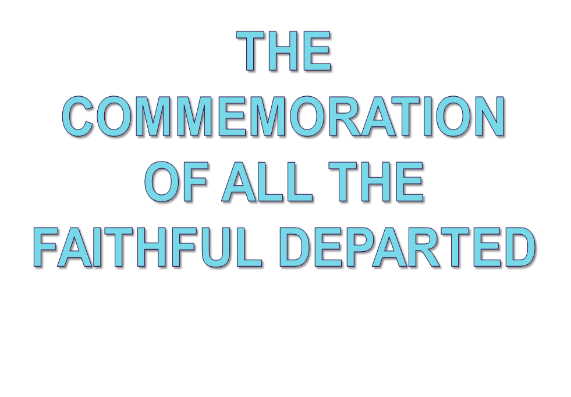 THE
COMMEMORATION
OF ALL THE
FAITHFUL DEPARTED